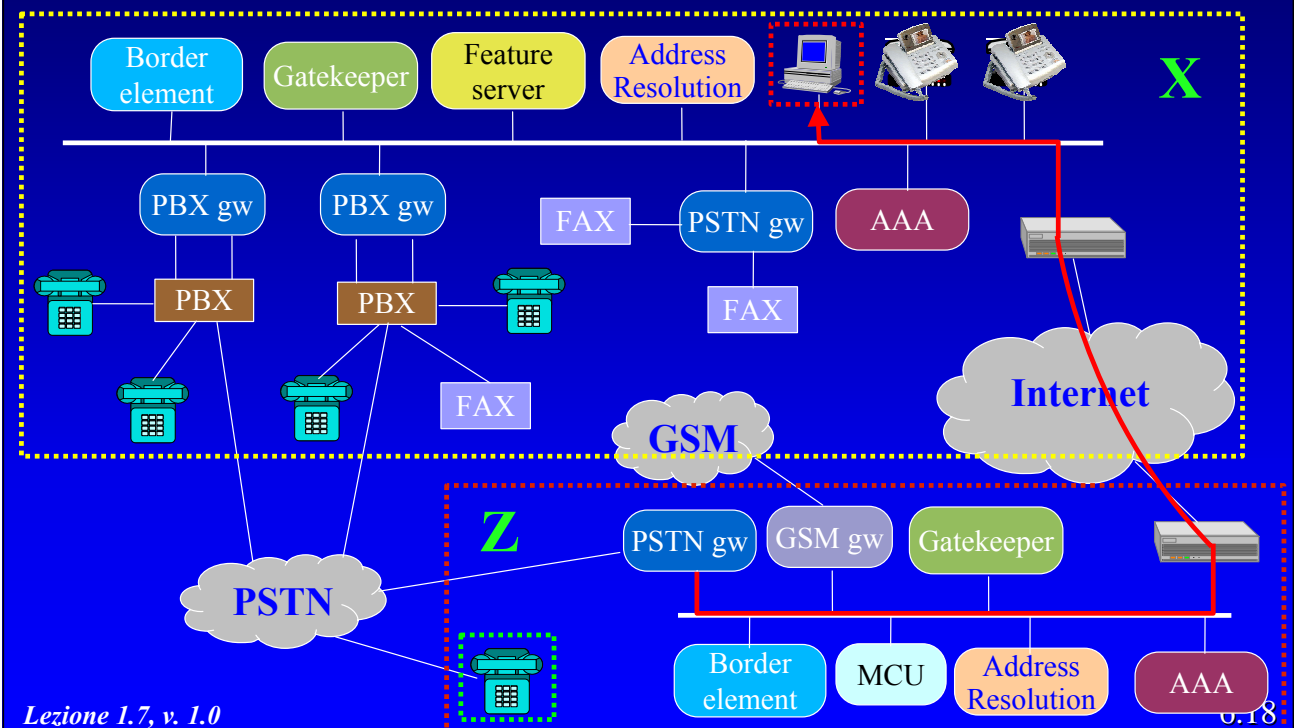 Border
element
Gatekeeper
Feature
server
Address
Resolution
X
PBX gw
PBX gw
FAX
PSTN gw
AAA
PBX
PBX
FAX
FAX
Internet
GSM
Z
PSTN gw
GSM gw
Gatekeeper
PSTN
Border
element
MCU
Address
Resolution
AAA
Lezione 1.7, v. 1.0
6.18